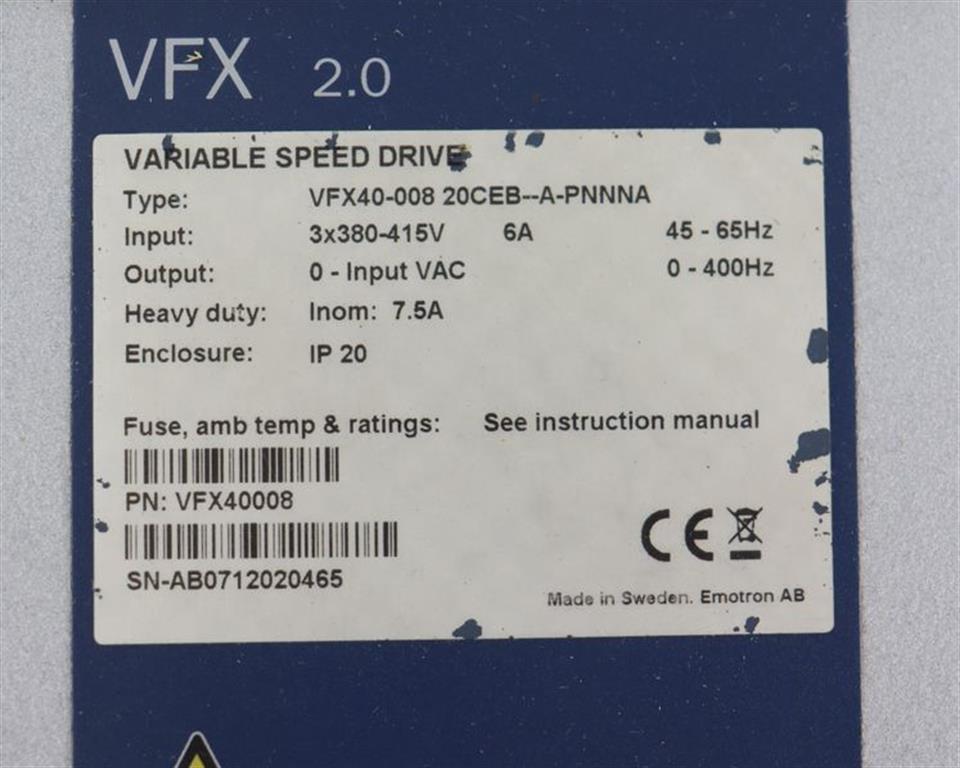 VFX 2.0
VARIABLE SPEED DRIVE
Type: VFX40-008 20CEB--A-PNNNA
Input: 3x380-415V 6A 45 - 65Hz
Output: 0 - Input VAC 0 - 400Hz
Heavy duty: Inom: 7.5A
Enclosure: IP 20
Fuse, amb temp & ratings: See instruction manual
PN: VFX40008
CE
SN-AB0712020465
Made in Sweden. Emotron AB